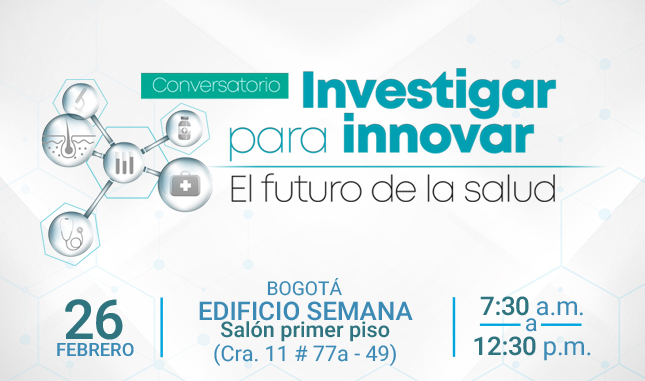 Conversatorio
Investigar
para innovar
El futuro de la salud
26
FEBRERO
BOGOTÁ
EDIFICIO SEMANA
Salón primer piso
(Cra. 11 # 77a - 49)
7:30 a.m.
a
12:30 p.m.